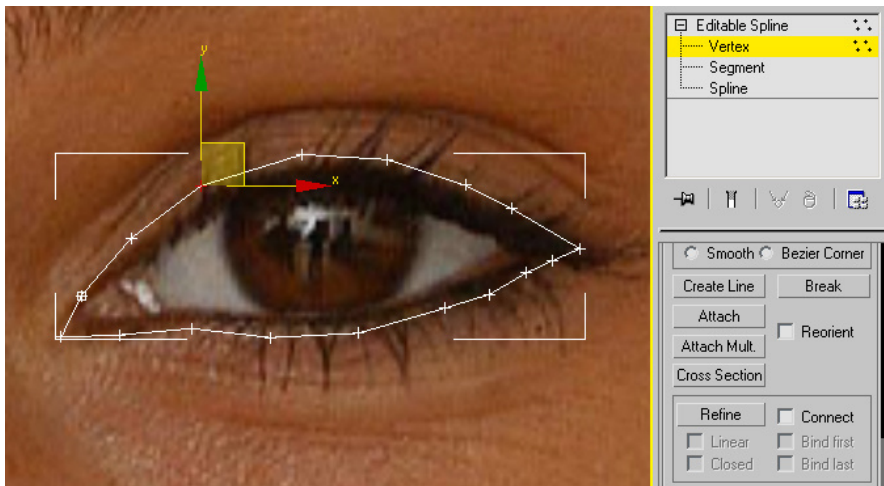 y
x
Editable Spline
Vertex
Segment
Spline
Smooth Bezier Corner
Create Line Break
Attach
Reorient
Attach Mult.
Cross Section
Refine Connect
Linear Bind first
Closed Bind last